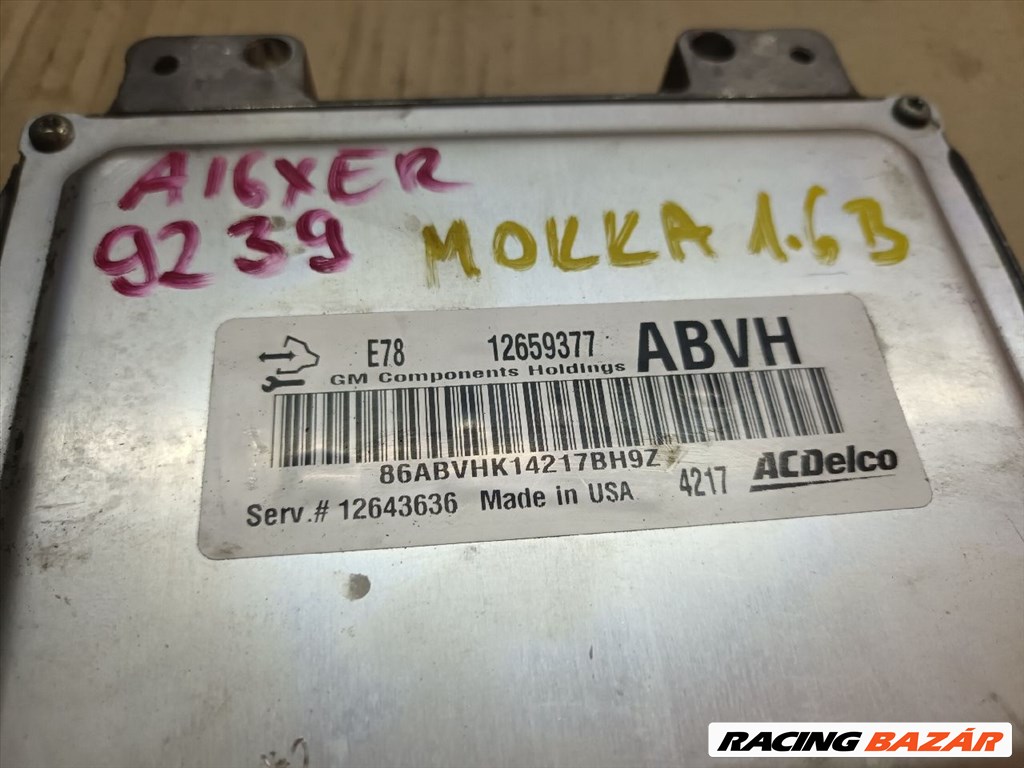 A16XER
9239 MOKKA 1.6 B
E78 12659377 ABVH
GM Components Holdings
86ABVHK14217BH9Z
4217 ACDelco
Serv.# 12643636 Made in USA
RACING BAZÁR